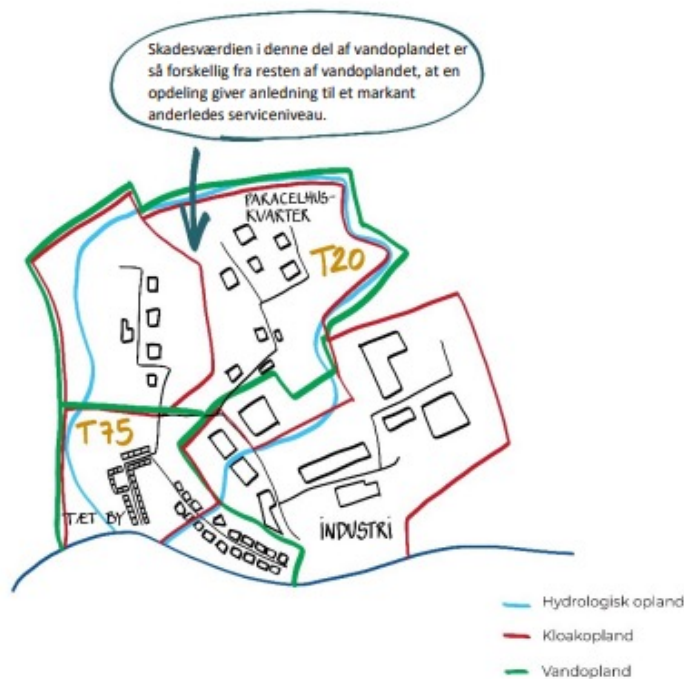 Skadesværdien i denne del af vandoplandet er
så forskellig fra resten af vandoplandet, at en
opdeling giver anledning til et markant
anderledes serviceniveau.
PARACELHUS-
KVARTER
T20
T75
TÆT BY
INDUSTRI
Hydrologisk opland
Kloakopland
Vandopland